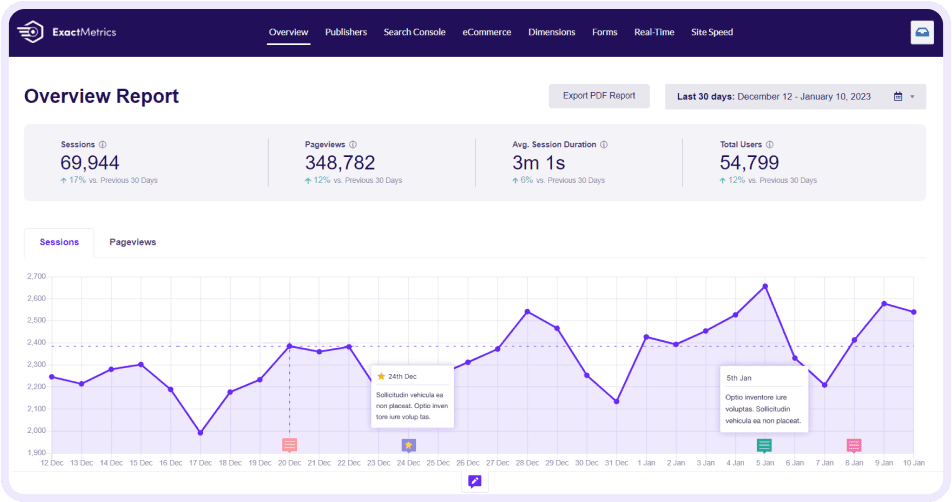 ExactMetrics
Overview Publishers Search Console eCommerce Dimensions Forms Real-Time Site Speed
Overview Report
Export PDF Report
Last 30 days: December 12 - January 10, 2023
Sessions
69,944
17% vs. Previous 30 Days
Pageviews
348,782
12% vs. Previous 30 Days
Avg. Session Duration
3m 1s
6% vs. Previous 30 Days
Total Users
54,799
12% vs. Previous 30 Days
Sessions Pageviews
2,700
2,600
2,500
2,400
2,300
2,200
2,100
2,000
1,900
24th Dec
Sollicitudin vehicula ea
non placeat. Optio inven
tore ium volup tas.
5th Jan
Optio inventore iure
voluptas. Sollicitudin
vehicula ea non placeat.
12 Dec 13 Dec 14 Dec 15 Dec 16 Dec 17 Dec 18 Dec 19 Dec 20 Dec 21 Dec 22 Dec 23 Dec 24 Dec 25 Dec 26 Dec 27 Dec 28 Dec 29 Dec 30 Dec 31 Dec 1 Jan 2 Jan 3 Jan 4 Jan 5 Jan 6 Jan 7 Jan 8 Jan 9 Jan 10 Jan